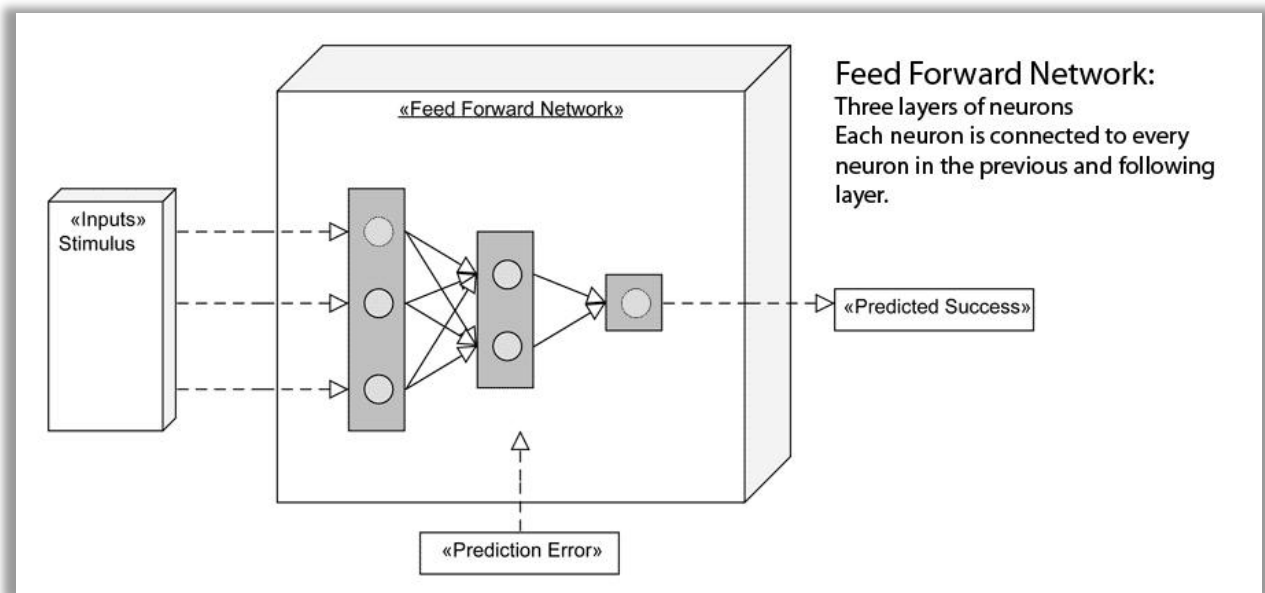 «Feed Forward Network»
«Inputs»
Stimulus
«Predicted Success»
«Prediction Error»
Feed Forward Network:
Three layers of neurons
Each neuron is connected to every
neuron in the previous and following
layer.